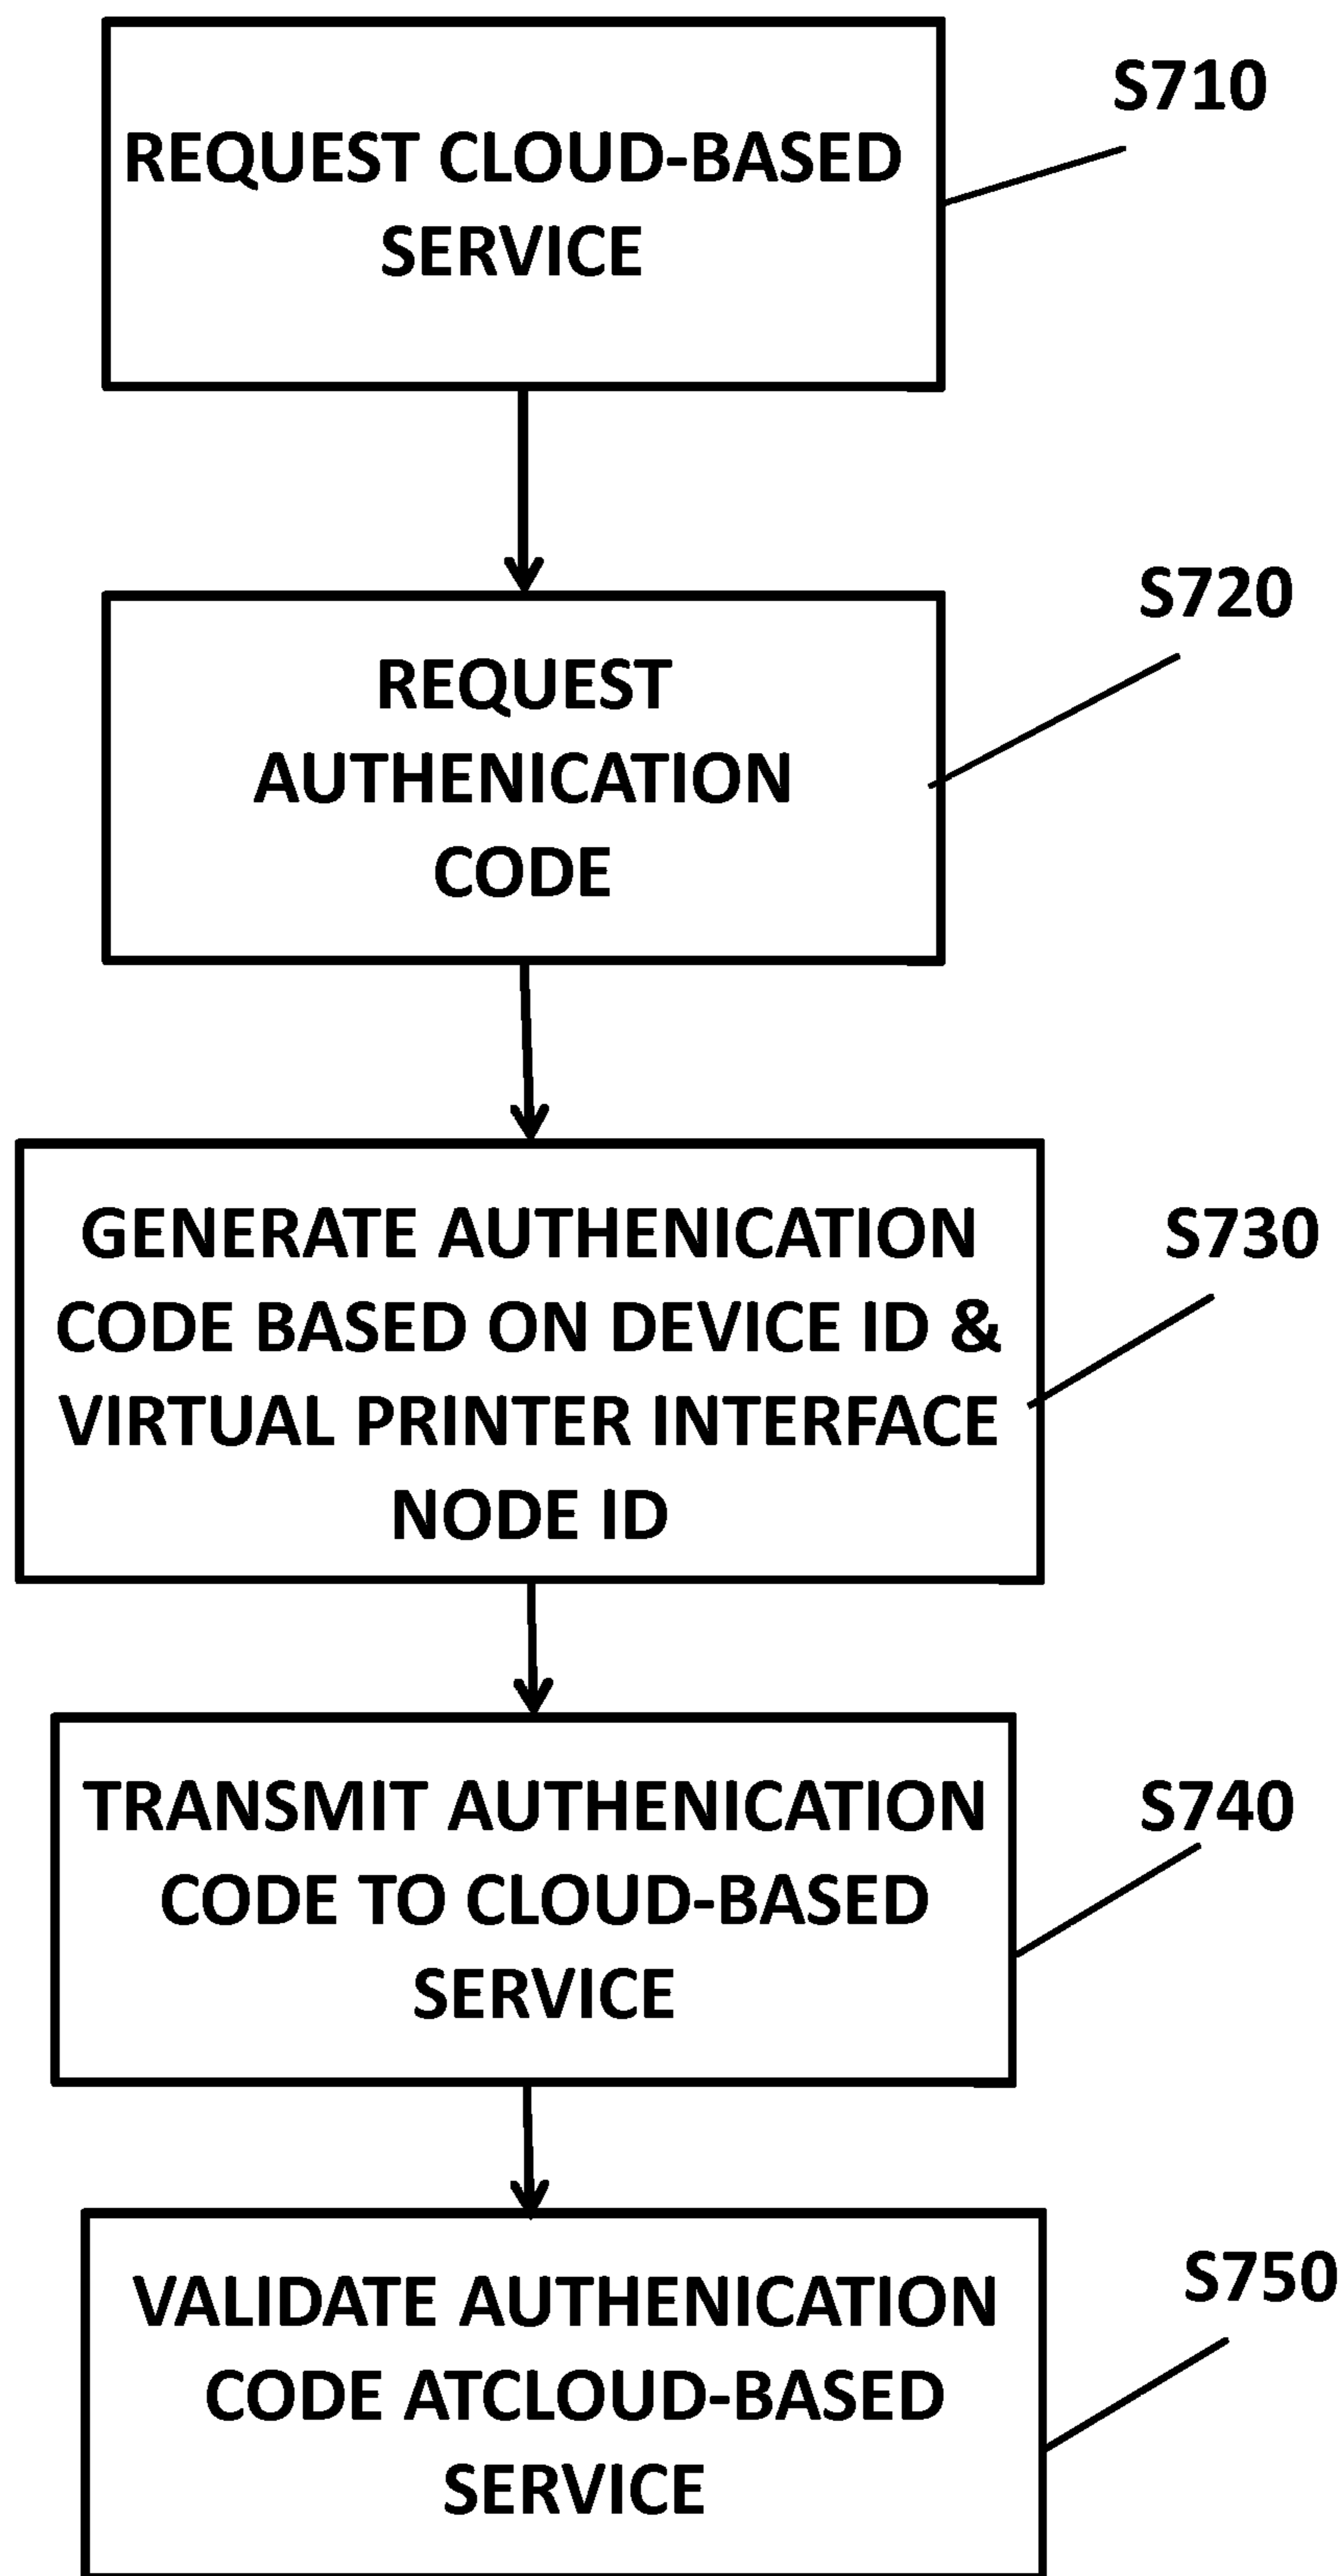 REQUEST CLOUD-BASED
SERVICE
S710
REQUEST
AUTHENICATION
CODE
S720
GENERATE AUTHENICATION
CODE BASED ON DEVICE ID &
VIRTUAL PRINTER INTERFACE
NODE ID
S730
TRANSMIT AUTHENICATION
CODE TO CLOUD-BASED
SERVICE
S740
VALIDATE AUTHENICATION
CODE ATCLOUD-BASED
SERVICE
S750